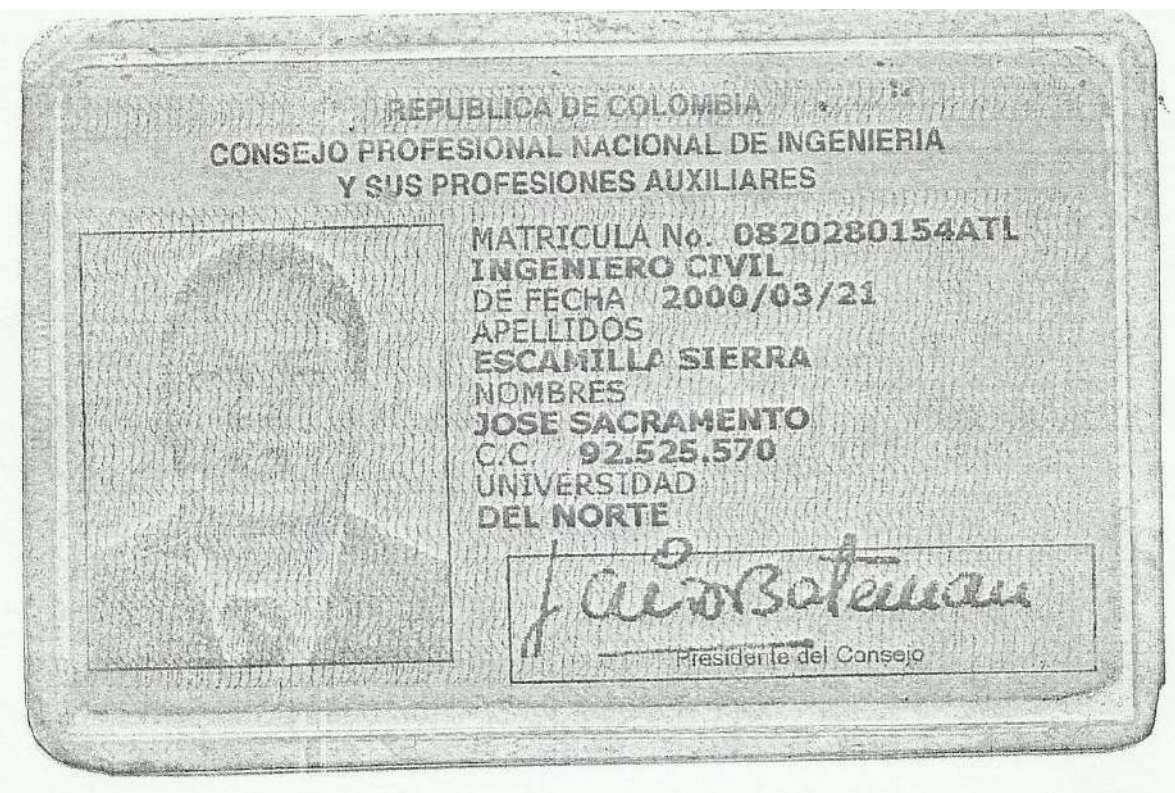 REPUBLICA DE COLOMBIA
CONSEJO PROFESIONAL NACIONAL DE INGENIERIA
Y SUS PROFESIONES AUXILIARES
MATRICULA No. 0820280154ATL
INGENIERO CIVIL
DE FECHA 2000/03/21
APELLIDOS
ESCAMILLA SIERRA
NOMBRES
JOSE SACRAMENTO
C.C. 92.525.570
UNIVERSIDAD
DEL NORTE
Bateman
Presidente del Consejo